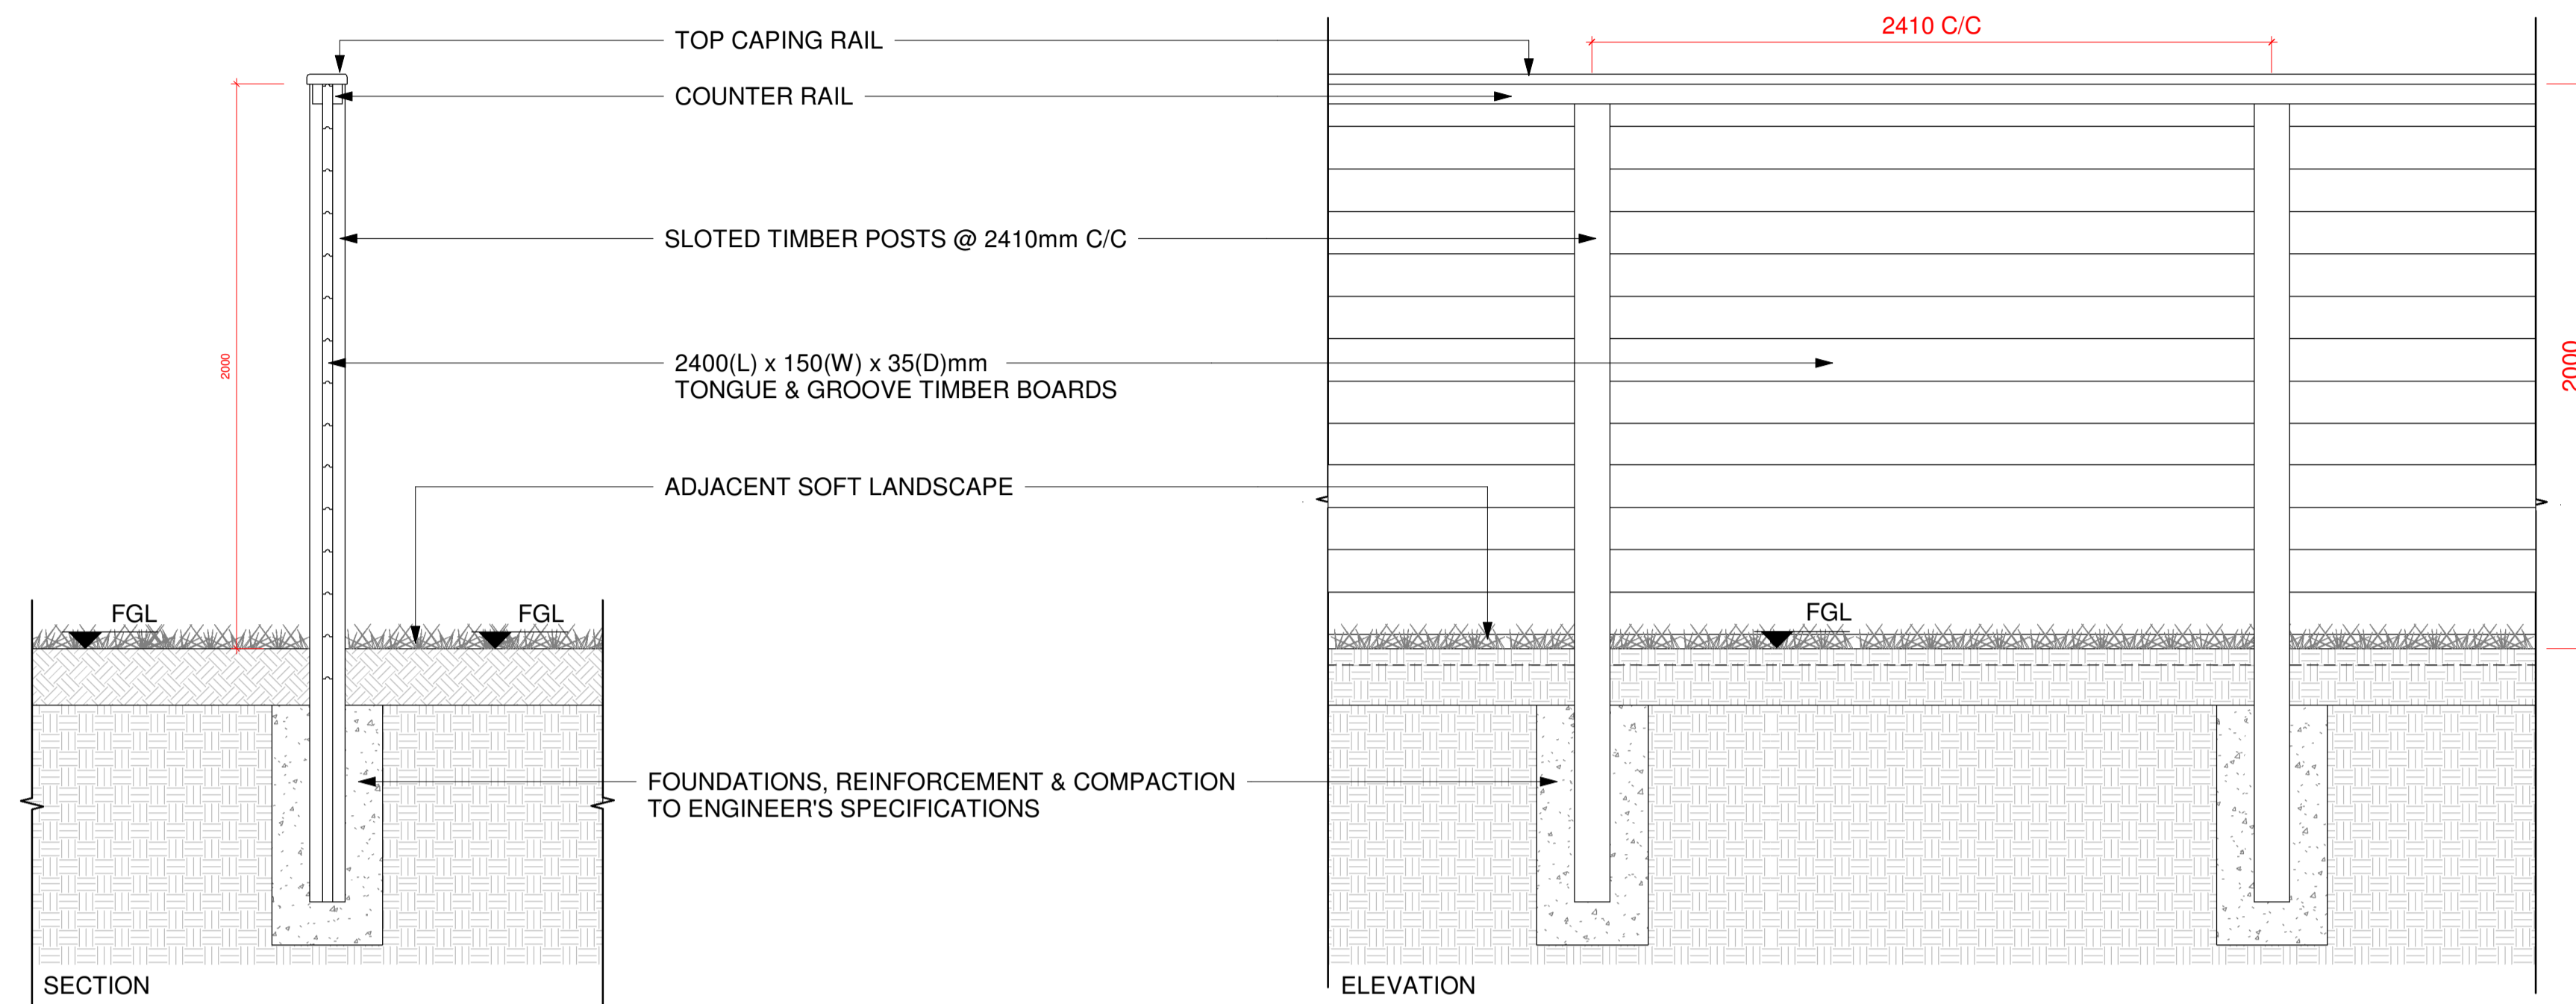 TOP CAPING RAIL
2410 C/C
COUNTER RAIL
SLOTED TIMBER POSTS @ 2410mm C/C
2000
2400(L) x 150(W) x 35(D)mm
TONGUE & GROOVE TIMBER BOARDS
2000
ADJACENT SOFT LANDSCAPE
FGL
FGL
FGL
FOUNDATIONS, REINFORCEMENT & COMPACTION
TO ENGINEER'S SPECIFICATIONS
SECTION
ELEVATION